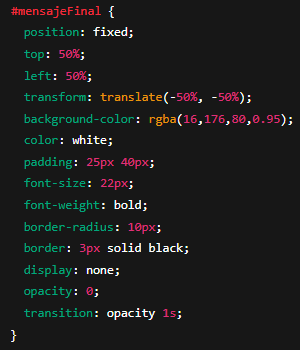 #mensajeFinal {
position: fixed;
top: 50%;
left: 50%;
transform: translate(-50%, -50%);
background-color: rgba(16,176,80,0.95);
color: white;
padding: 25px 40px;
font-size: 22px;
font-weight: bold;
border-radius: 10px;
border: 3px solid black;
display: none;
opacity: 0;
transition: opacity 1s;
}